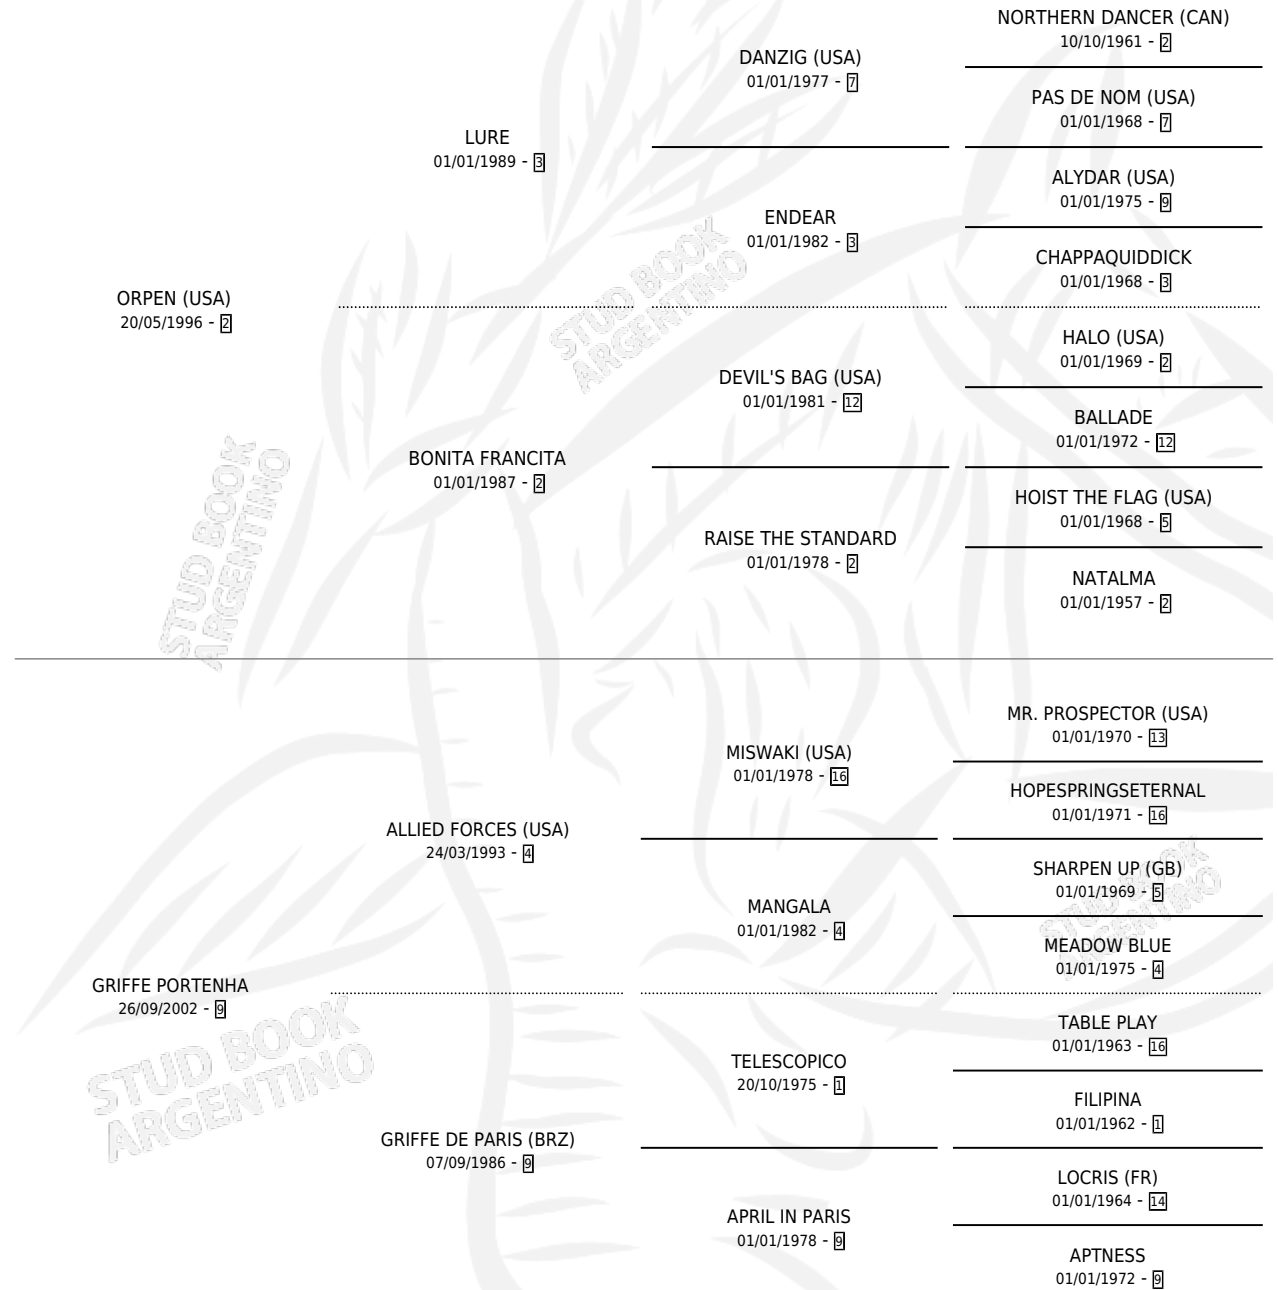 NORTHERN DANCER (CAN)
10/10/1961 - 2
DANZIG (USA)
01/01/1977 - 7
PAS DE NOM (USA)
01/01/1968 - 7
LURE
01/01/1989 - 3
ALYDAR (USA)
01/01/1975 - 9
ENDEAR
01/01/1982 - 3
CHAPPAQUIDDICK
01/01/1968 - 3
ORPEN (USA)
20/05/1996 - 2
HALO (USA)
01/01/1969 - 2
DEVIL'S BAG (USA)
01/01/1981 - 12
BALLADE
01/01/1972 - 12
BONITA FRANCITA
01/01/1987 - 2
HOIST THE FLAG (USA)
01/01/1968 - 5
RAISE THE STANDARD
01/01/1978 - 2
NATALMA
01/01/1957 - 2
MR. PROSPECTOR (USA)
01/01/1970 - 13
MISWAKI (USA)
01/01/1978 - 16
HOPESPRINGSETERNAL
01/01/1971 - 16
ALLIED FORCES (USA)
24/03/1993 - 4
SHARPEN UP (GB)
01/01/1969 - 5
MANGALA
01/01/1982 - 4
MEADOW BLUE
01/01/1975 - 4
GRIFFE PORTENHA
26/09/2002 - 9
TABLE PLAY
01/01/1963 - 16
TELESCOPICO
20/10/1975 - 1
FILIPINA
01/01/1962 - 1
GRIFFE DE PARIS (BRZ)
07/09/1986 - 9
LOCRIS (FR)
01/01/1964 - 14
APRIL IN PARIS
01/01/1978 - 9
APTNESS
01/01/1972 - 9
STUD BOOK
ARGENTINO
STUD BOOK
ARGENTINO
STUD BOOK
ARGENTINO
STUD BOOK
ARGENTINO